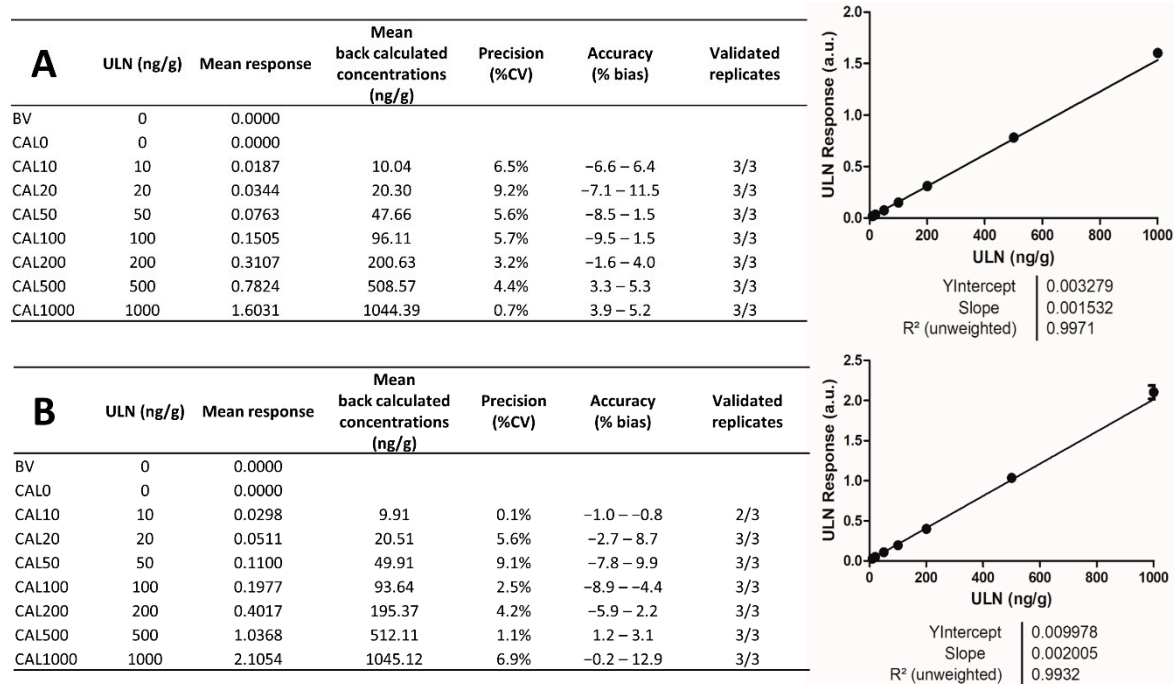 A
ULN (ng/g) Mean response Mean back calculated concentrations (ng/g) Precision (%CV) Accuracy (% bias) Validated replicates
BV 0 0.0000
CAL0 0 0.0000
CAL10 10 0.0187 10.04 6.5% −6.6 – 6.4 3/3
CAL20 20 0.0344 20.30 9.2% −7.1 – 11.5 3/3
CAL50 50 0.0763 47.66 5.6% −8.5 – 1.5 3/3
CAL100 100 0.1505 96.11 5.7% −9.5 – 1.5 3/3
CAL200 200 0.3107 200.63 3.2% −1.6 – 4.0 3/3
CAL500 500 0.7824 508.57 4.4% 3.3 – 5.3 3/3
CAL1000 1000 1.6031 1044.39 0.7% 3.9 – 5.2 3/3
ULN Response (a.u.)
2.0
1.5
1.0
0.5
0.0
0 200 400 600 800 1000
ULN (ng/g)
YIntercept 0.003279
Slope 0.001532
R² (unweighted) 0.9971
B
ULN (ng/g) Mean response Mean back calculated concentrations (ng/g) Precision (%CV) Accuracy (% bias) Validated replicates
BV 0 0.0000
CAL0 0 0.0000
CAL10 10 0.0298 9.91 0.1% −1.0 – −0.8 2/3
CAL20 20 0.0511 20.51 5.6% −2.7 – 8.7 3/3
CAL50 50 0.1100 49.91 9.1% −7.8 – 9.9 3/3
CAL100 100 0.1977 93.64 2.5% −8.9 – −4.4 3/3
CAL200 200 0.4017 195.37 4.2% −5.9 – 2.2 3/3
CAL500 500 1.0368 512.11 1.1% 1.2 – 3.1 3/3
CAL1000 1000 2.1054 1045.12 6.9% −0.2 – 12.9 3/3
ULN Response (a.u.)
2.5
2.0
1.5
1.0
0.5
0.0
0 200 400 600 800 1000
ULN (ng/g)
YIntercept 0.009978
Slope 0.002005
R² (unweighted) 0.9932